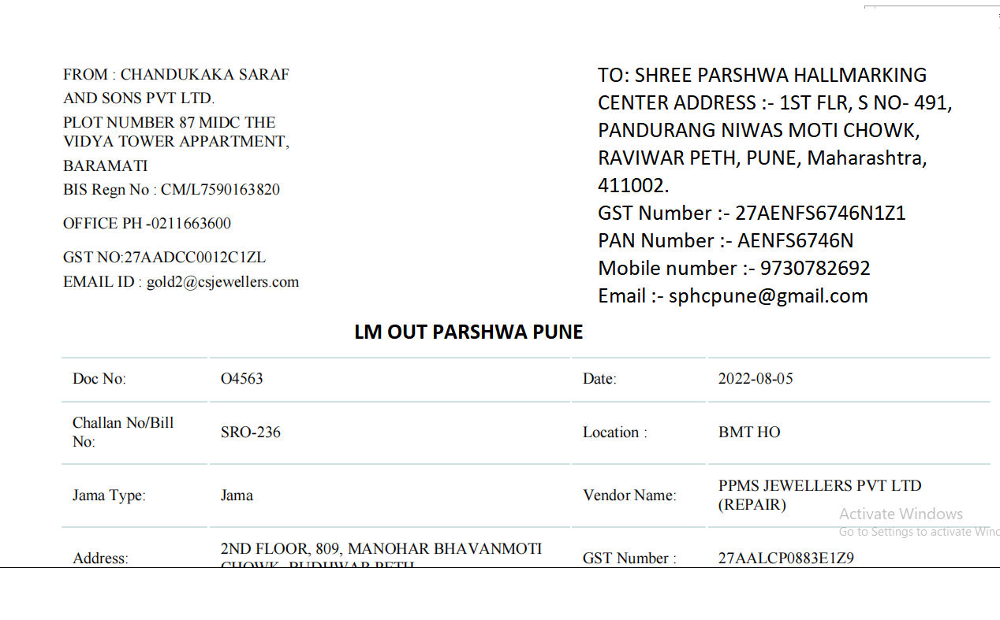 FROM : CHANDUKAKA SARAF
AND SONS PVT LTD.
PLOT NUMBER 87 MIDC THE
VIDYA TOWER APPARTMENT,
BARAMATI
BIS Regn No : CM/L7590163820
OFFICE PH -0211663600
GST NO:27AADCC0012C1ZL
EMAIL ID : gold2@csjewellers.com
TO: SHREE PARSHWA HALLMARKING
CENTER ADDRESS :- 1ST FLR, S NO- 491,
PANDURANG NIWAS MOTI CHOWK,
RAVIWAR PETH, PUNE, Maharashtra,
411002.
GST Number :- 27AENFS6746N1Z1
PAN Number :- AENFS6746N
Mobile number :- 9730782692
Email :- sphcpune@gmail.com
LM OUT PARSHWA PUNE
Doc No: O4563 Date: 2022-08-05
Challan No/Bill
No:
SRO-236
Location : BMT HO
Jama Type: Jama Vendor Name:
PPMS JEWELLERS PVT LTD
(REPAIR)
Activate Windows
Go to Settings to activate Wind
Address:
2ND FLOOR, 809, MANOHAR BHAVANMOTI
CHOWK, BUDHWAR PETH
GST Number : 27AALCP0883E1Z9